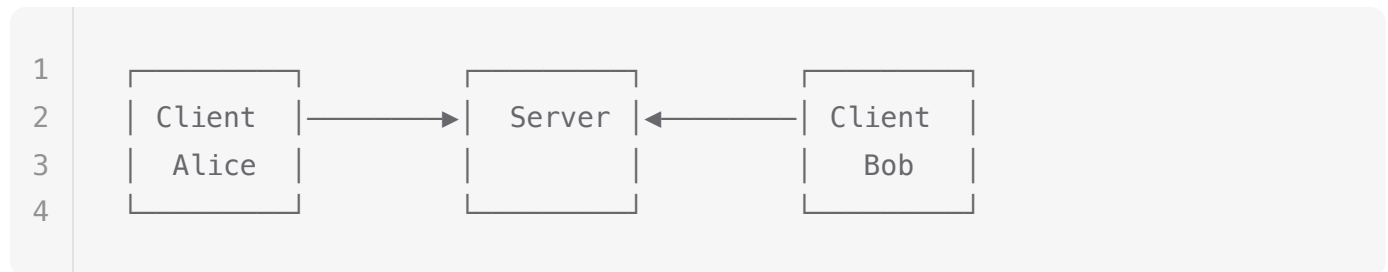 1 ┌─────────┐         ┌─────────┐         ┌─────────┐
2 │ Client  │────────▶│  Server │◀────────│ Client  │
3 │  Alice  │         │         │         │   Bob   │
4 └─────────┘         └─────────┘         └─────────┘